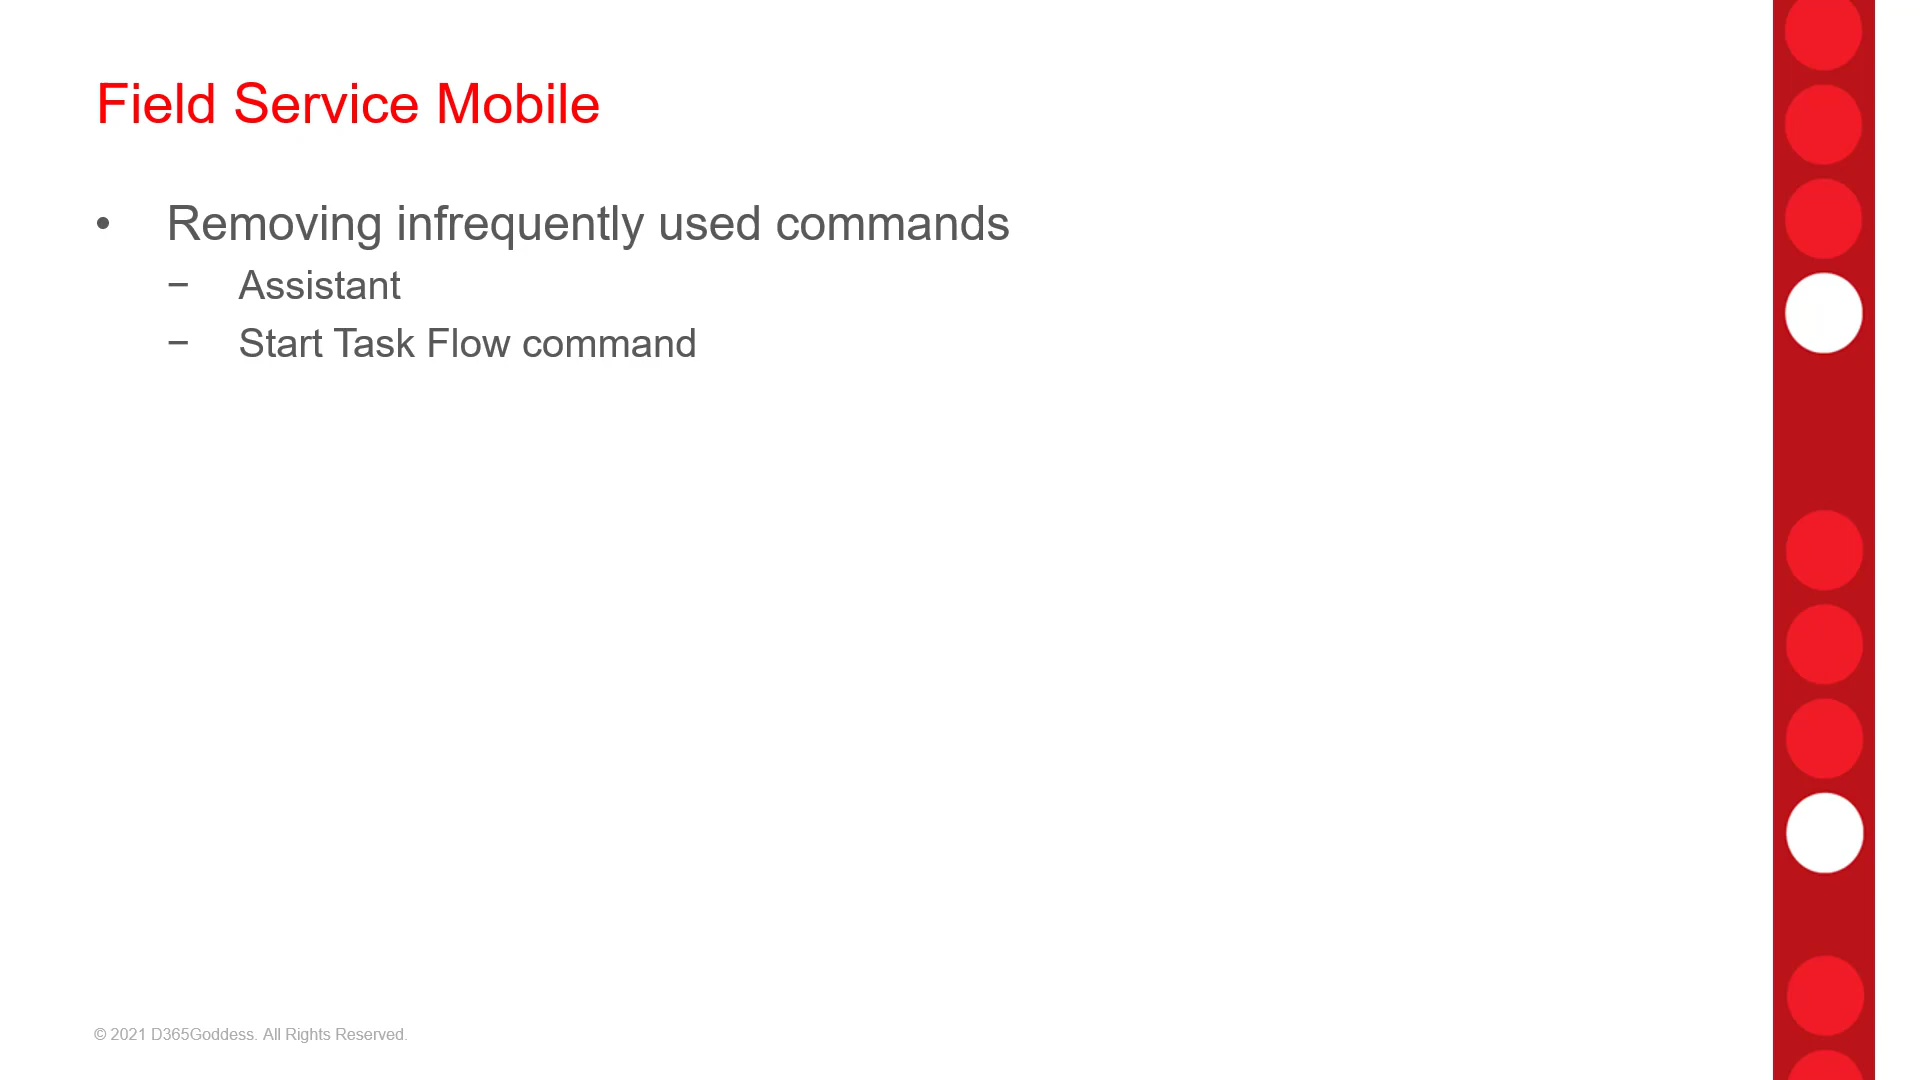 Field Service Mobile
• Removing infrequently used commands
− Assistant
− Start Task Flow command
© 2021 D365Goddess. All Rights Reserved.